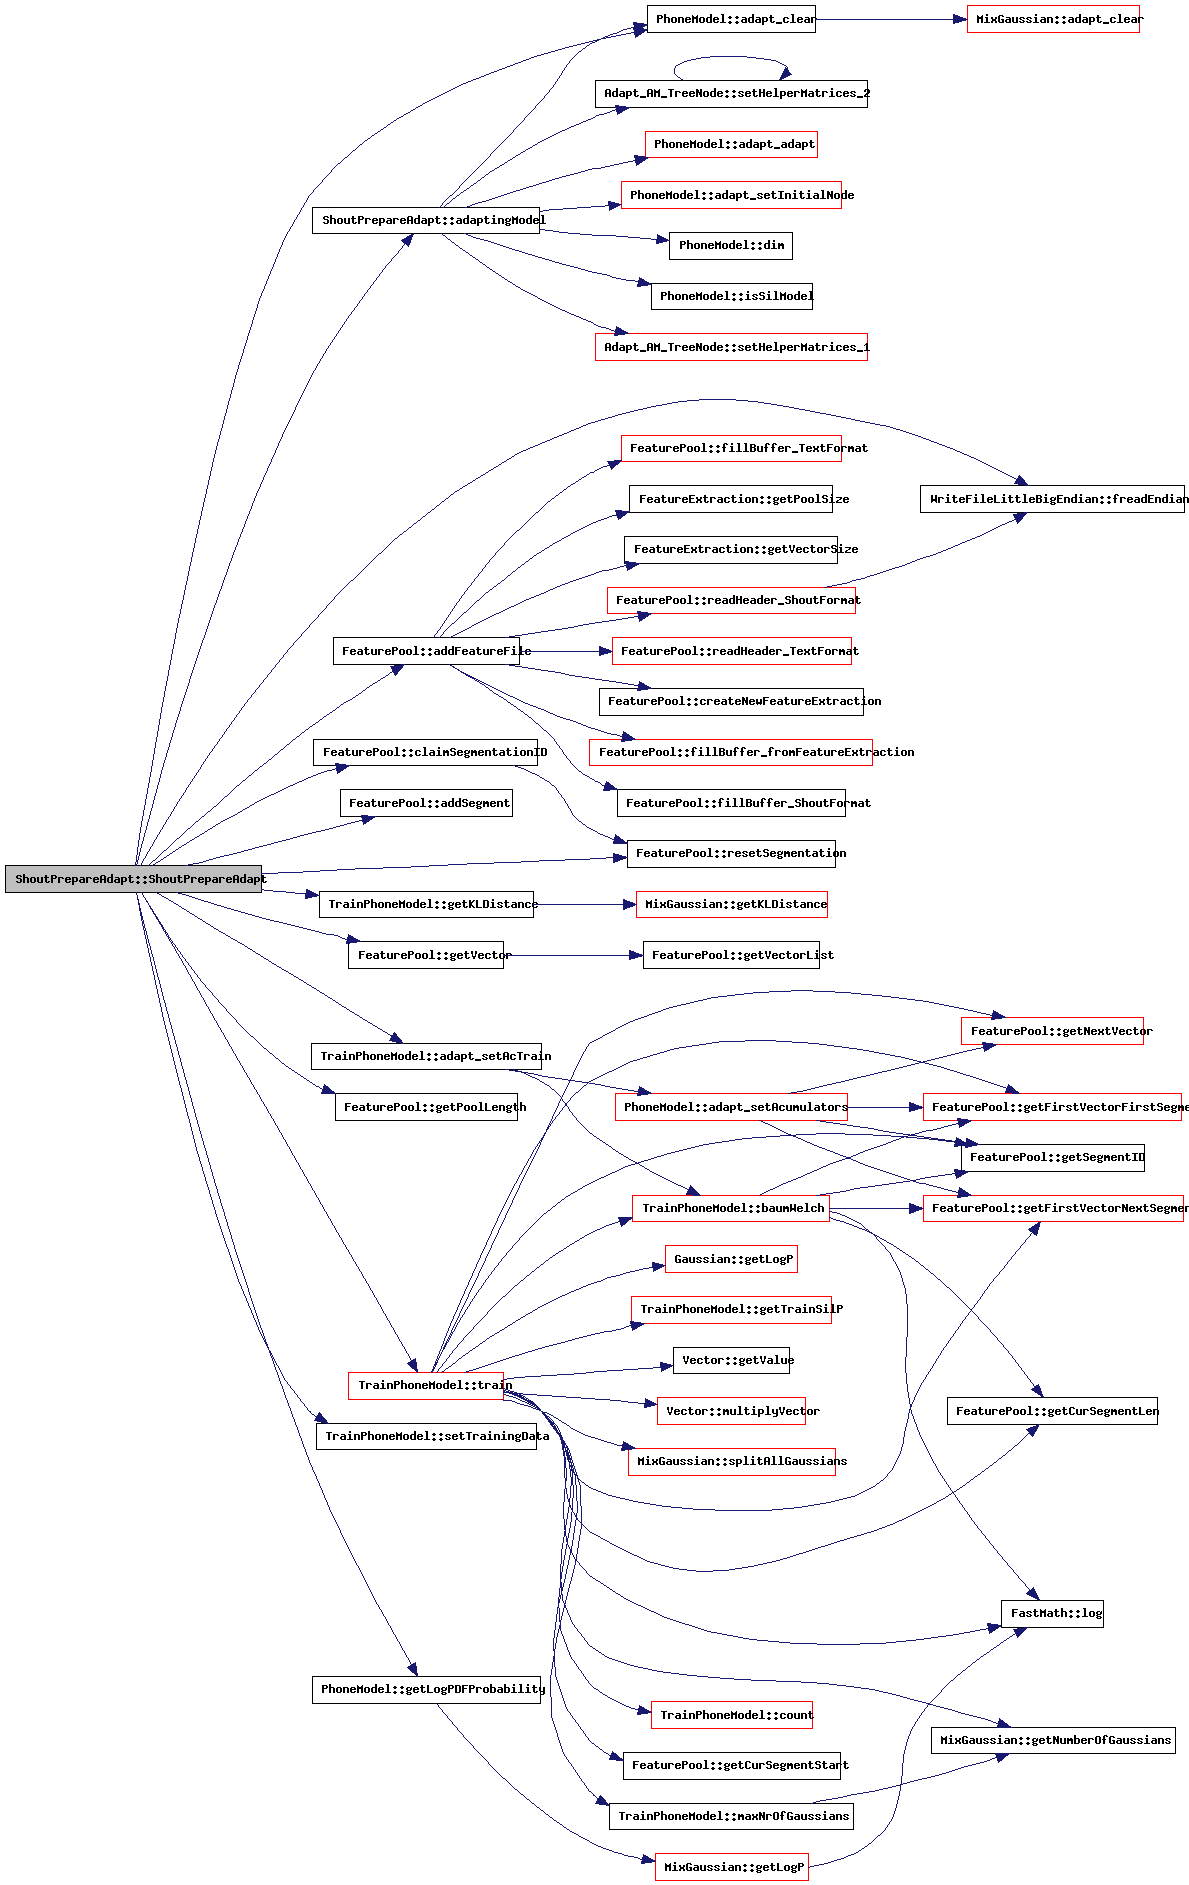 PhoneModel::adapt_clear
MixGaussian::adapt_clear
Adapt_AM_TreeNode::setHelperMatrices_2
PhoneModel::adapt_adapt
PhoneModel::adapt_setInitialNode
ShoutPrepareAdapt::adaptingModel
PhoneModel::dim
PhoneModel::isSilModel
Adapt_AM_TreeNode::setHelperMatrices_1
FeaturePool::fillBuffer_TextFormat
FeatureExtraction::getPoolSize
WriteFileLittleBigEndian::freadEndian
FeatureExtraction::getVectorSize
FeaturePool::readHeader_ShoutFormat
FeaturePool::addFeatureFile
FeaturePool::readHeader_TextFormat
FeaturePool::createNewFeatureExtraction
FeaturePool::claimSegmentationID
FeaturePool::fillBuffer_fromFeatureExtraction
FeaturePool::addSegment
FeaturePool::fillBuffer_ShoutFormat
FeaturePool::resetSegmentation
ShoutPrepareAdapt::ShoutPrepareAdapt
TrainPhoneModel::getKLDistance
MixGaussian::getKLDistance
FeaturePool::getVector
FeaturePool::getVectorList
FeaturePool::getNextVector
TrainPhoneModel::adapt_setAcTrain
FeaturePool::getPoolLength
PhoneModel::adapt_setAcumulators
FeaturePool::getFirstVectorFirstSegme
FeaturePool::getSegmentID
TrainPhoneModel::baumWelch
FeaturePool::getFirstVectorNextSegmen
Gaussian::getLogP
TrainPhoneModel::getTrainSilP
Vector::getValue
TrainPhoneModel::train
Vector::multiplyVector
FeaturePool::getCurSegmentLen
TrainPhoneModel::setTrainingData
MixGaussian::splitAllGaussians
FastMath::log
PhoneModel::getLogPDFProbability
TrainPhoneModel::count
MixGaussian::getNumberOfGaussians
FeaturePool::getCurSegmentStart
TrainPhoneModel::maxNrOfGaussians
MixGaussian::getLogP